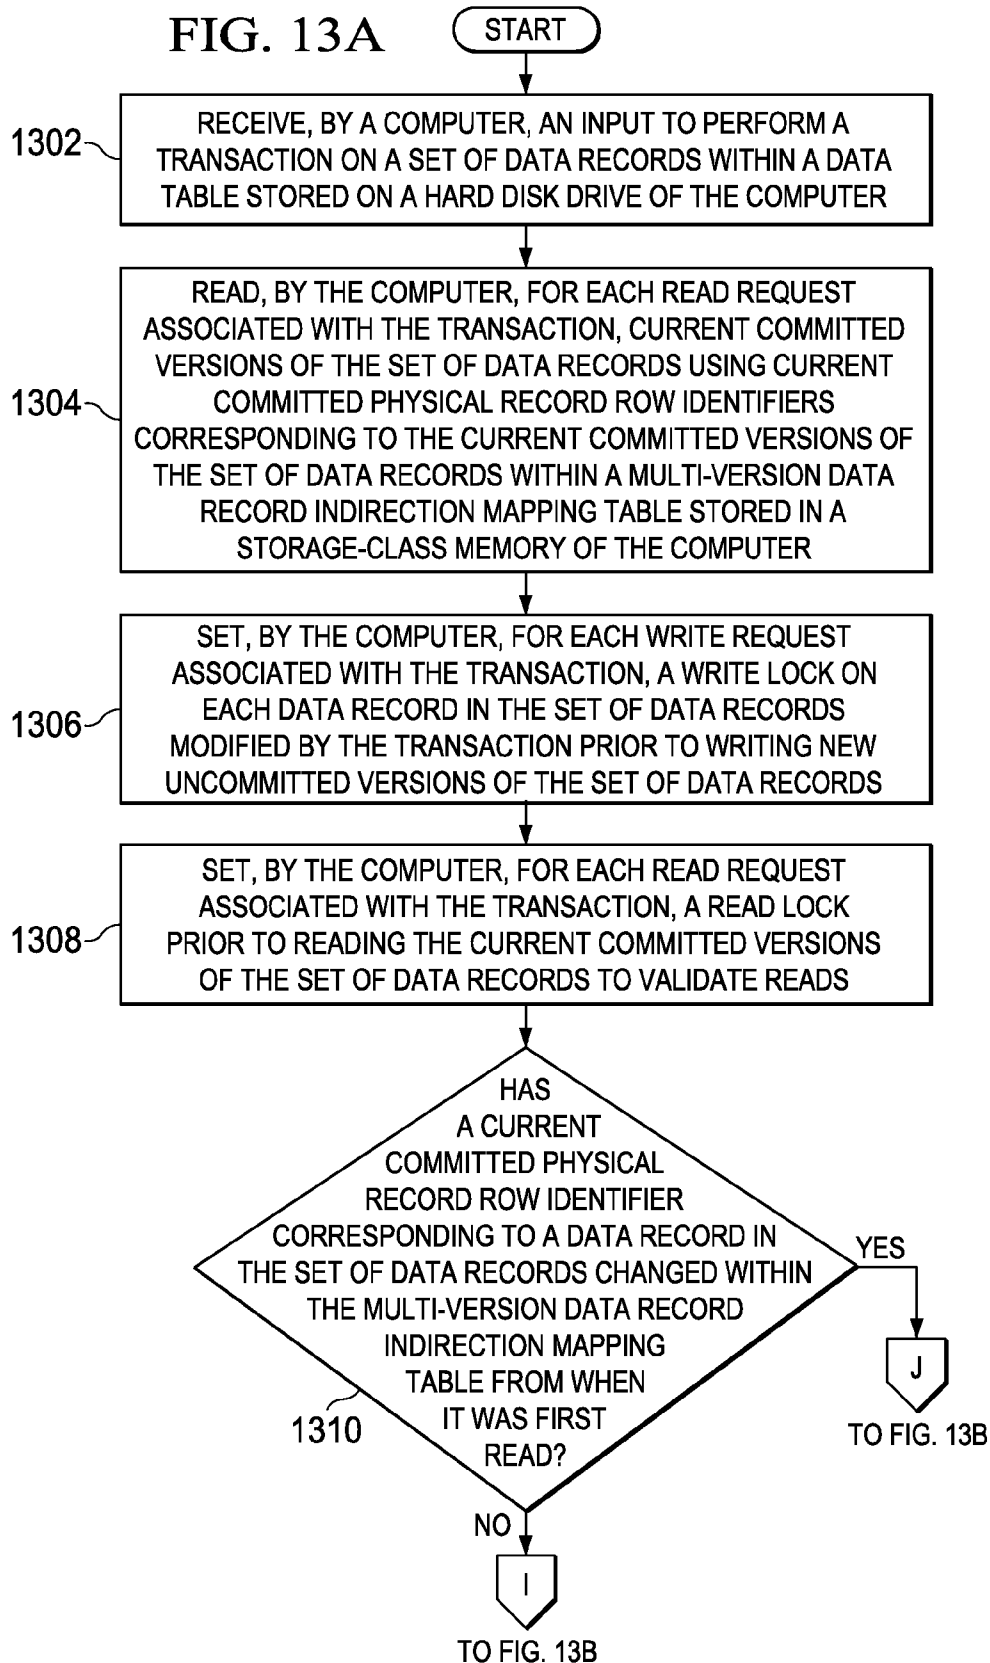 FIG. 13A
START
1302
RECEIVE, BY A COMPUTER, AN INPUT TO PERFORM A
TRANSACTION ON A SET OF DATA RECORDS WITHIN A DATA
TABLE STORED ON A HARD DISK DRIVE OF THE COMPUTER
1304
READ, BY THE COMPUTER, FOR EACH READ REQUEST
ASSOCIATED WITH THE TRANSACTION, CURRENT COMMITTED
VERSIONS OF THE SET OF DATA RECORDS USING CURRENT
COMMITTED PHYSICAL RECORD ROW IDENTIFIERS
CORRESPONDING TO THE CURRENT COMMITTED VERSIONS OF
THE SET OF DATA RECORDS WITHIN A MULTI-VERSION DATA
RECORD INDIRECTION MAPPING TABLE STORED IN A
STORAGE-CLASS MEMORY OF THE COMPUTER
1306
SET, BY THE COMPUTER, FOR EACH WRITE REQUEST
ASSOCIATED WITH THE TRANSACTION, A WRITE LOCK ON
EACH DATA RECORD IN THE SET OF DATA RECORDS
MODIFIED BY THE TRANSACTION PRIOR TO WRITING NEW
UNCOMMITTED VERSIONS OF THE SET OF DATA RECORDS
1308
SET, BY THE COMPUTER, FOR EACH READ REQUEST
ASSOCIATED WITH THE TRANSACTION, A READ LOCK
PRIOR TO READING THE CURRENT COMMITTED VERSIONS
OF THE SET OF DATA RECORDS TO VALIDATE READS
HAS
A CURRENT
COMMITTED PHYSICAL
RECORD ROW IDENTIFIER
CORRESPONDING TO A DATA RECORD IN
THE SET OF DATA RECORDS CHANGED WITHIN
THE MULTI-VERSION DATA RECORD
INDIRECTION MAPPING
TABLE FROM WHEN
IT WAS FIRST
READ?
1310
YES
J
TO FIG. 13B
NO
I
TO FIG. 13B